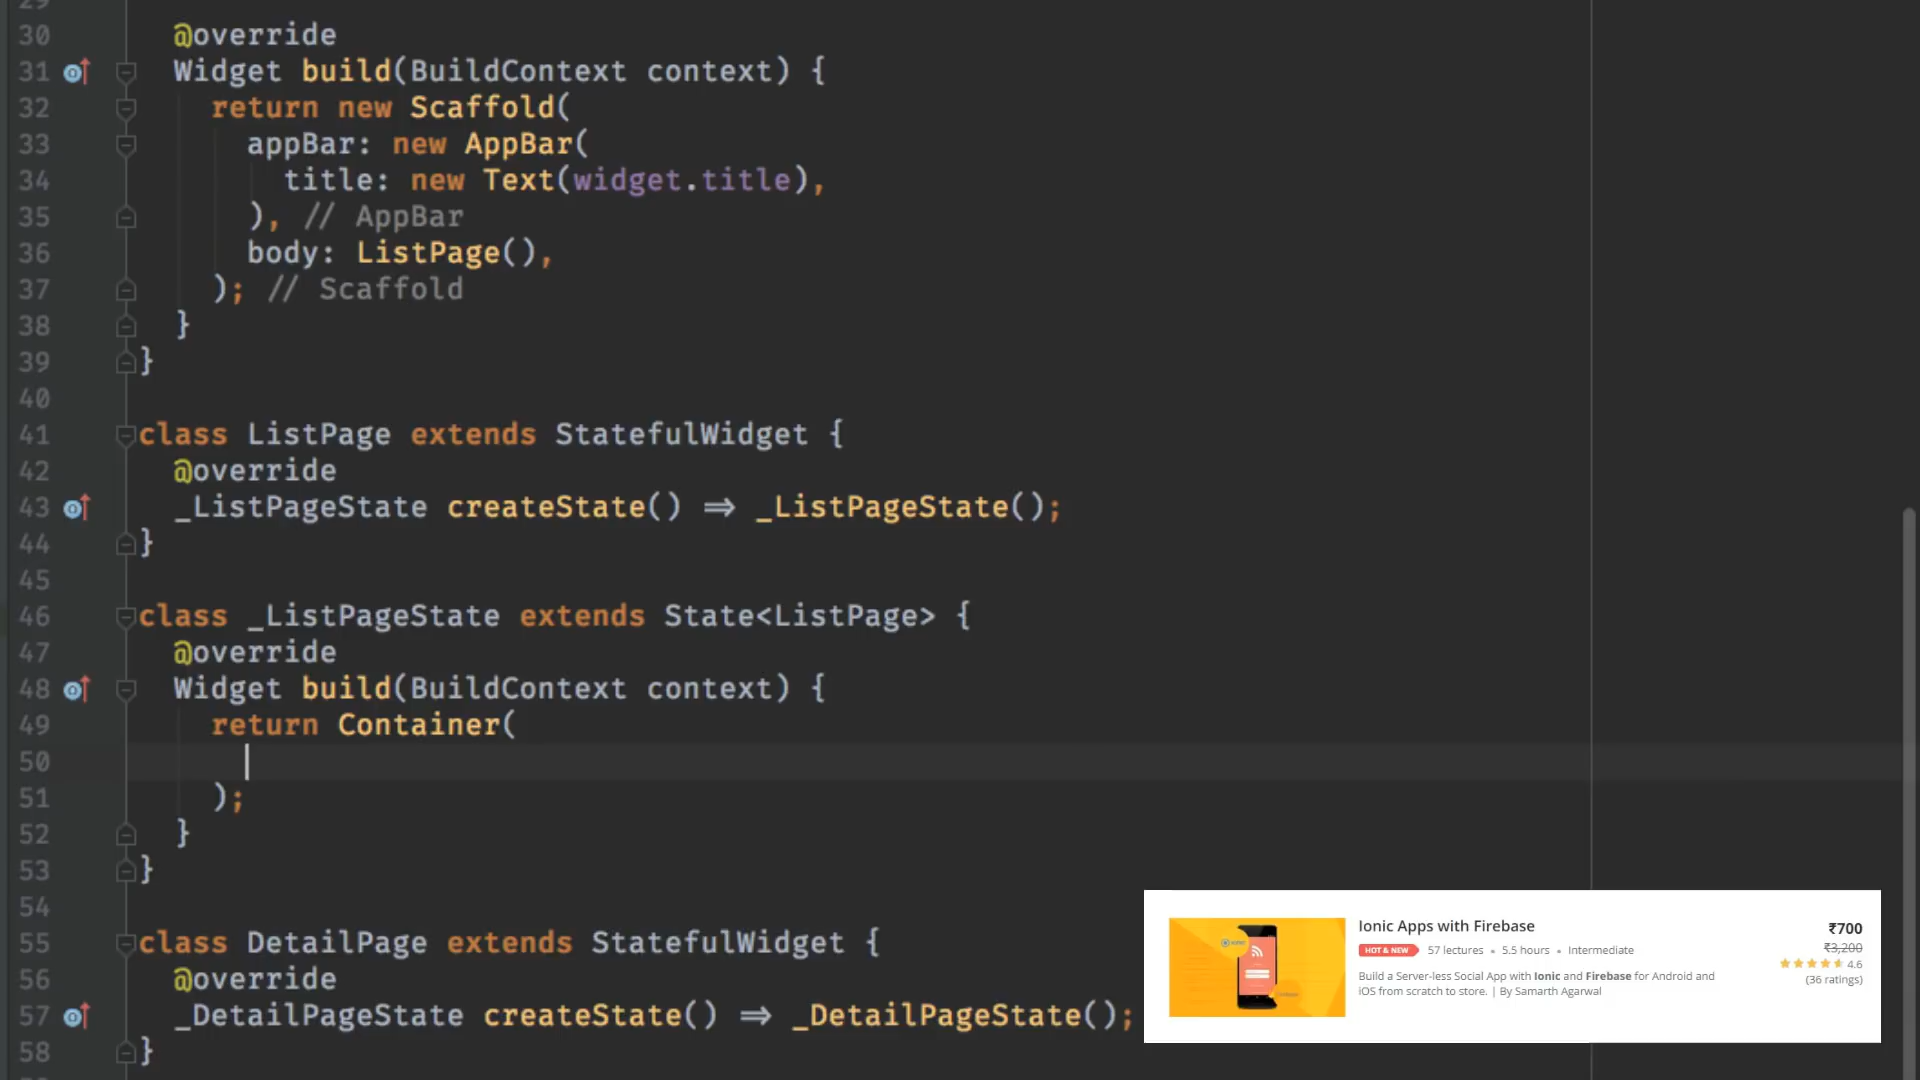 29
30 @override
31 Widget build(BuildContext context) {
32 return new Scaffold(
33 appBar: new AppBar(
34 title: new Text(widget.title),
35 ), // AppBar
36 body: ListPage(),
37 ); // Scaffold
38 }
39 }
40
41 class ListPage extends StatefulWidget {
42 @override
43 _ListPageState createState() => _ListPageState();
44 }
45
46 class _ListPageState extends State<ListPage> {
47 @override
48 Widget build(BuildContext context) {
49 return Container(
50
51 );
52 }
53 }
54
55 class DetailPage extends StatefulWidget {
56 @override
57 _DetailPageState createState() => _DetailPageState();
58 }
Ionic Apps with Firebase
₹700
HOT & NEW 57 lectures • 5.5 hours • Intermediate
₹3,200
4.6
Build a Server-less Social App with Ionic and Firebase for Android and
iOS from scratch to store. | By Samarth Agarwal
(36 ratings)